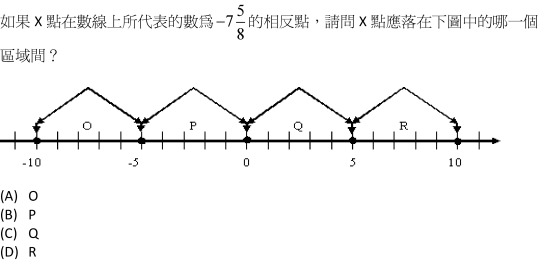 如果 X 點在數線上所代表的數為 -7 5/8 的相反點，請問 X 點應落在下圖中的哪一個
區域間？
O P Q R
-10 -5 0 5 10
(A) O
(B) P
(C) Q
(D) R